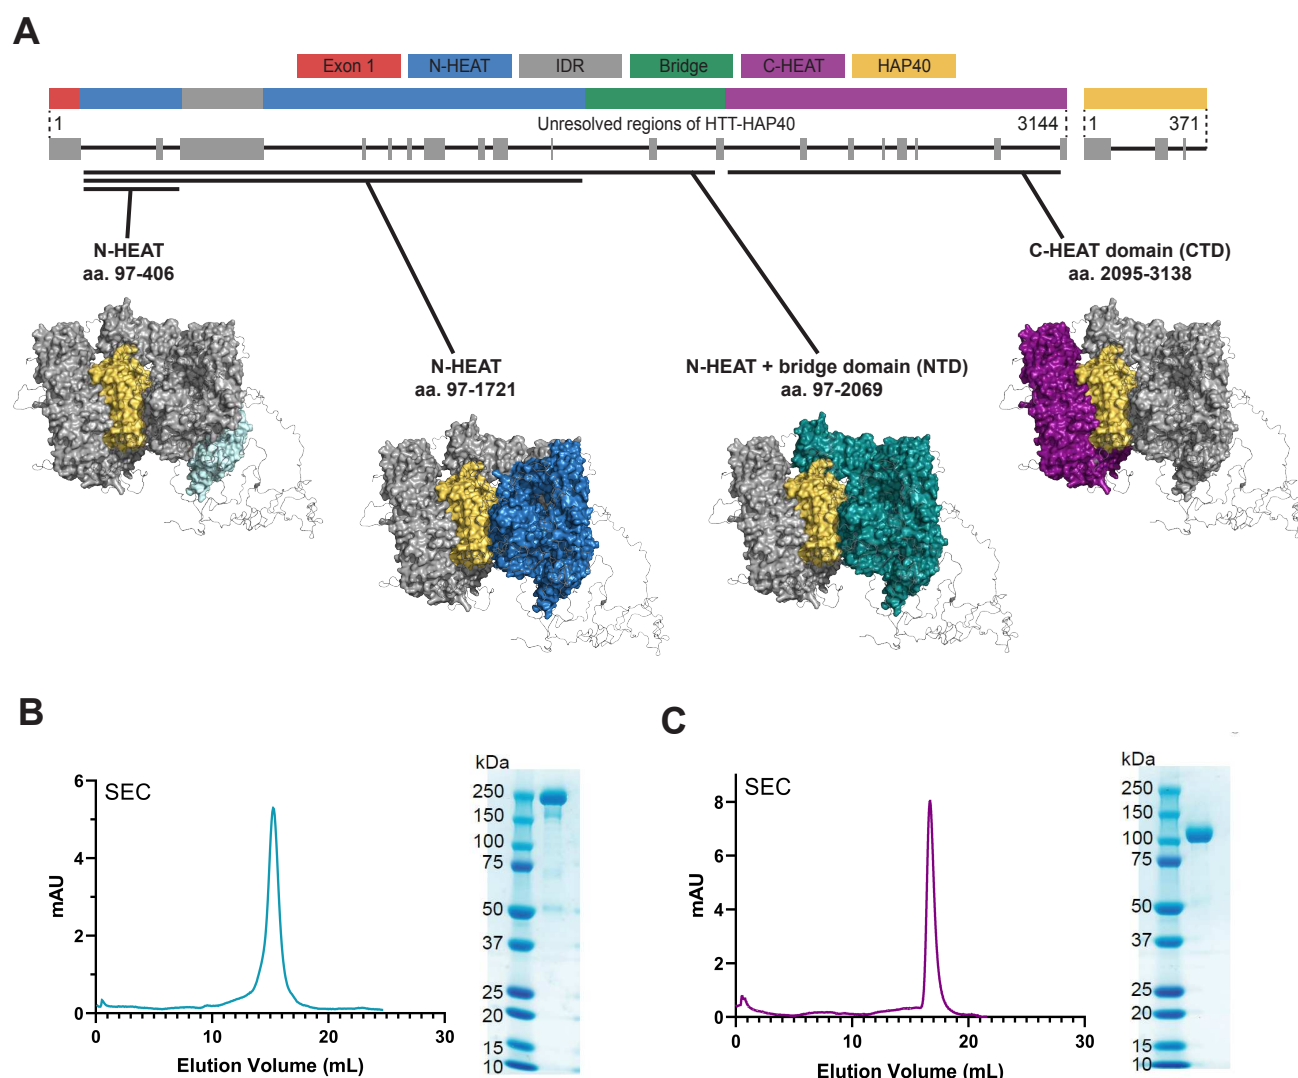 A
Exon 1 N-HEAT IDR Bridge C-HEAT HAP40
1 Unresolved regions of HTT-HAP40 3144 1 371
N-HEAT
aa. 97-406
C-HEAT domain (CTD)
aa. 2095-3138
N-HEAT
aa. 97-1721
N-HEAT + bridge domain (NTD)
aa. 97-2069
B
SEC
mAU
6
4
2
0
0 10 20 30
Elution Volume (mL)
kDa
250
150
100
75
50
37
25
20
15
10
C
SEC
mAU
8
6
4
2
0
0 10 20 30
Elution Volume (mL)
kDa
250
150
100
75
50
37
25
20
15
10